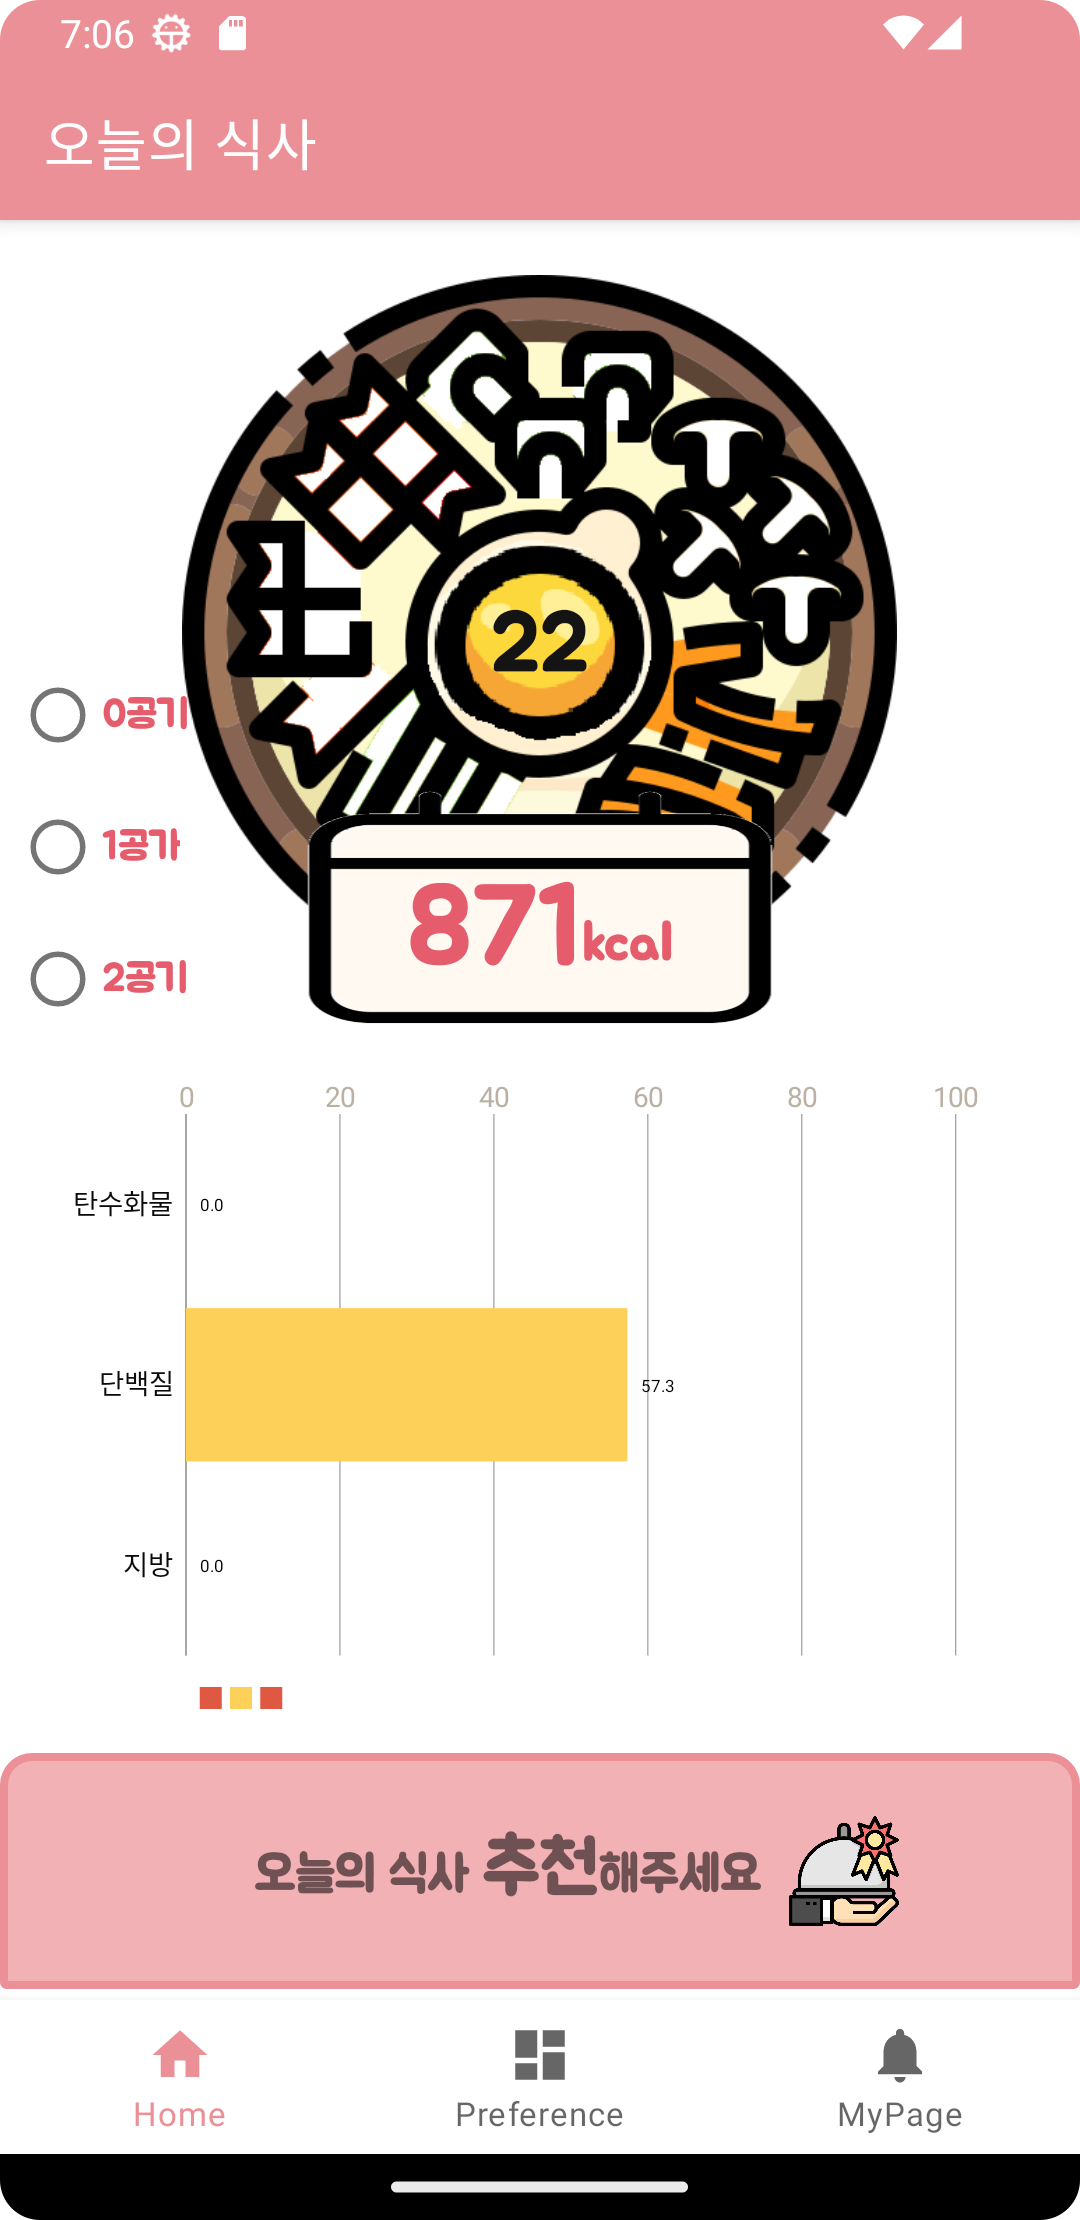 7:06
오늘의 식사
22
0공기
1공가
2공기
871kcal
0 20 40 60 80 100
탄수화물 0.0
단백질 57.3
지방 0.0
오늘의 식사 추천해주세요
Home Preference MyPage